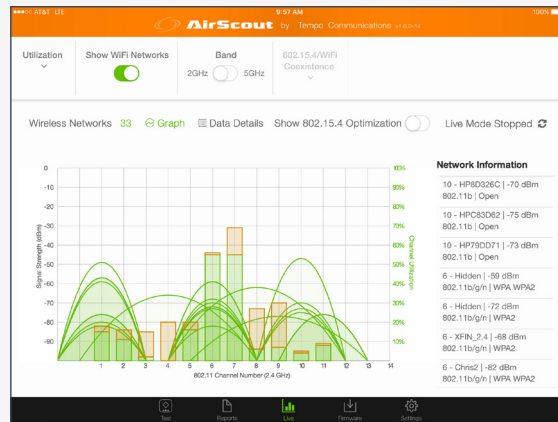 AT&T LTE 9:57 AM 100%
AirScout by Tempo Communications v1.6.0-14
Utilization Show WiFi Networks Band 802.15.4/WiFi
Coexistence
2GHz 5GHz
Wireless Networks 33 Graph Data Details Show 802.15.4 Optimization Live Mode Stopped
Network Information
10 - HP8D326C | -70 dBm
802.11b | Open
10 - HPC83D62 | -75 dBm
802.11b | Open
10 - HP79DD71 | -73 dBm
802.11b | Open
6 - Hidden | -59 dBm
802.11b/g/n | WPA WPA2
6 - Hidden | -72 dBm
802.11b/g/n | WPA2
6 - XFIN_2.4 | -68 dBm
802.11b/g/n | WPA2
6 - Chris2 | -82 dBm
802.11b/g/n | WPA WPA2
Signal Strength (dBm)
0
-10
-20
-30
-40
-50
-60
-70
-80
-90
100%
90%
80%
70%
60%
50%
40%
30%
20%
10%
Channel Utilization
1 2 3 4 5 6 7 8 9 10 11 12 13 14
802.11 Channel Number (2.4 GHz)
Test Reports Live Firmware Settings